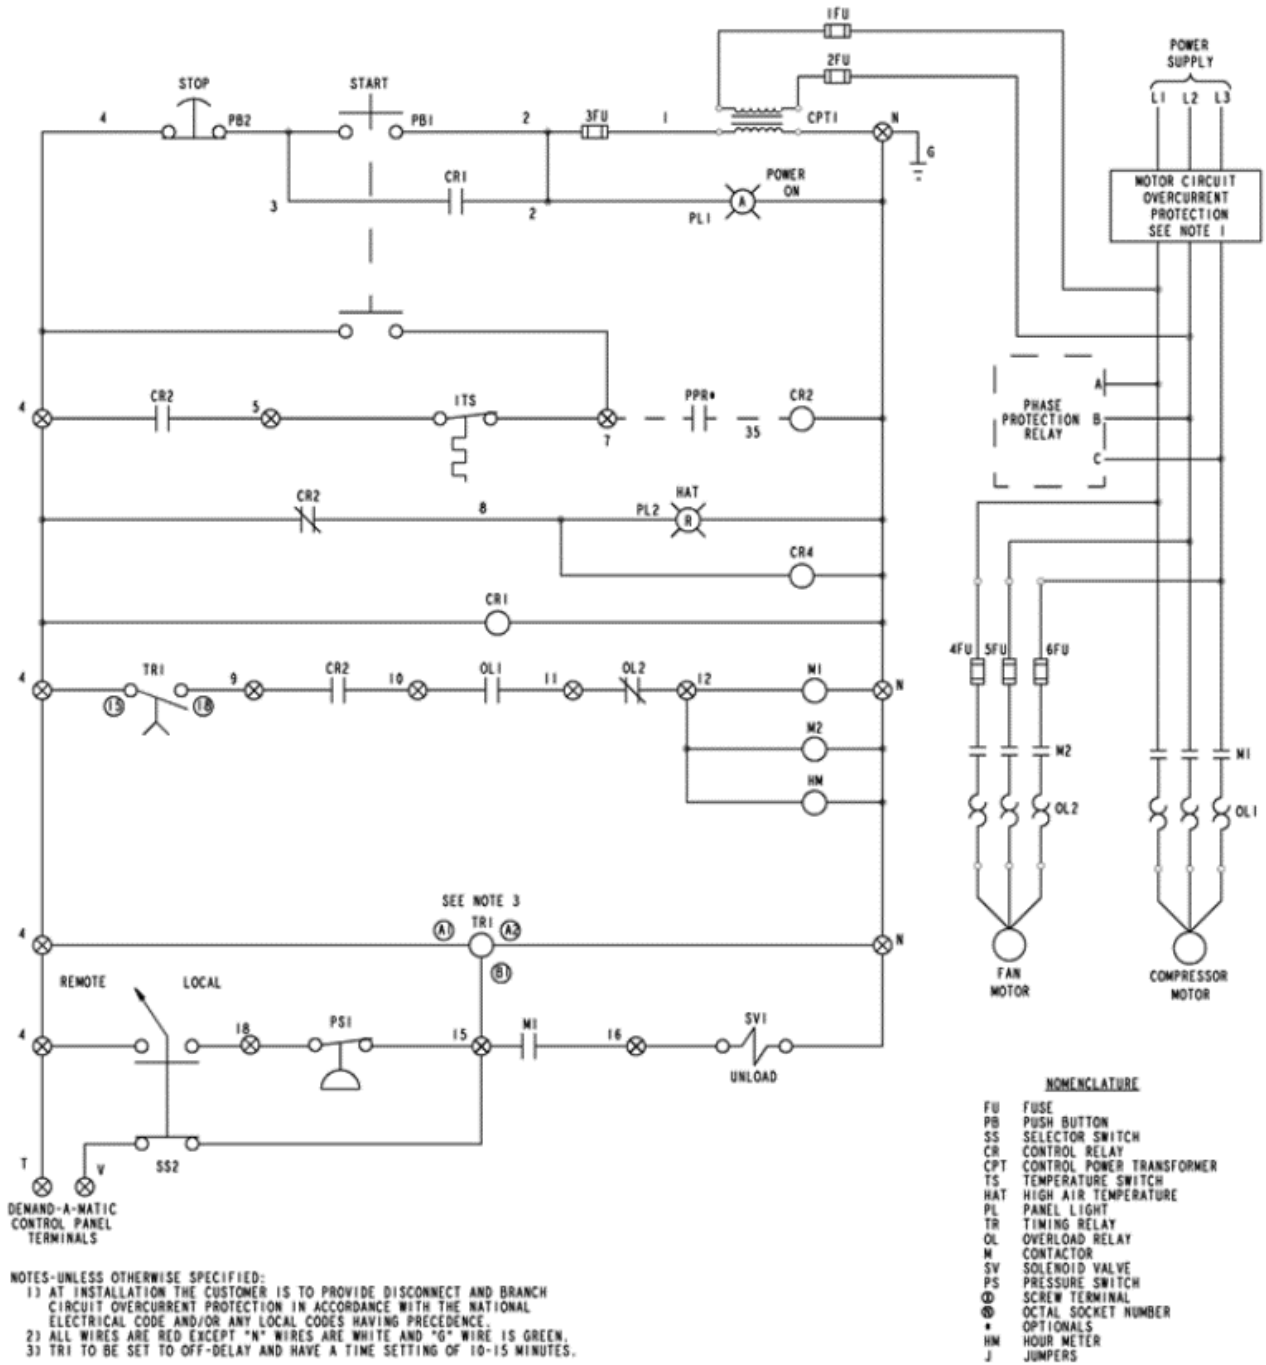 1FU
2FU
POWER
SUPPLY
L1 L2 L3
STOP
START
4
PB2
PB1
2
3FU
1
CPT1
N
G
3
CR1
2
PL1
A
POWER
ON
MOTOR CIRCUIT
OVERCURRENT
PROTECTION
SEE NOTE 1
4
CR2
5
1TS
7
PPR*
35
CR2
PHASE
PROTECTION
RELAY
A
B
C
CR2
8
PL2
HAT
R
CR4
CR1
4FU 5FU 6FU
4
TR1
15
18
9
CR2
10
OL1
11
OL2
12
M1
N
M2
HM
M2
M1
OL2
OL1
SEE NOTE 3
4
A1
TR1
A2
N
B1
FAN
MOTOR
COMPRESSOR
MOTOR
REMOTE
LOCAL
4
18
PS1
15
M1
16
SV1
UNLOAD
SS2
T
V
DEMAND-A-MATIC
CONTROL PANEL
TERMINALS
NOMENCLATURE
FU FUSE
PB PUSH BUTTON
SS SELECTOR SWITCH
CR CONTROL RELAY
CPT CONTROL POWER TRANSFORMER
TS TEMPERATURE SWITCH
HAT HIGH AIR TEMPERATURE
PL PANEL LIGHT
TR TIMING RELAY
OL OVERLOAD RELAY
M CONTACTOR
SV SOLENOID VALVE
PS PRESSURE SWITCH
SCREW TERMINAL
OCTAL SOCKET NUMBER
* OPTIONALS
HM HOUR METER
J JUMPERS
NOTES-UNLESS OTHERWISE SPECIFIED:
1) AT INSTALLATION THE CUSTOMER IS TO PROVIDE DISCONNECT AND BRANCH
CIRCUIT OVERCURRENT PROTECTION IN ACCORDANCE WITH THE NATIONAL
ELECTRICAL CODE AND/OR ANY LOCAL CODES HAVING PRECEDENCE.
2) ALL WIRES ARE RED EXCEPT "N" WIRES ARE WHITE AND "G" WIRE IS GREEN.
3) TR1 TO BE SET TO OFF-DELAY AND HAVE A TIME SETTING OF 10-15 MINUTES.